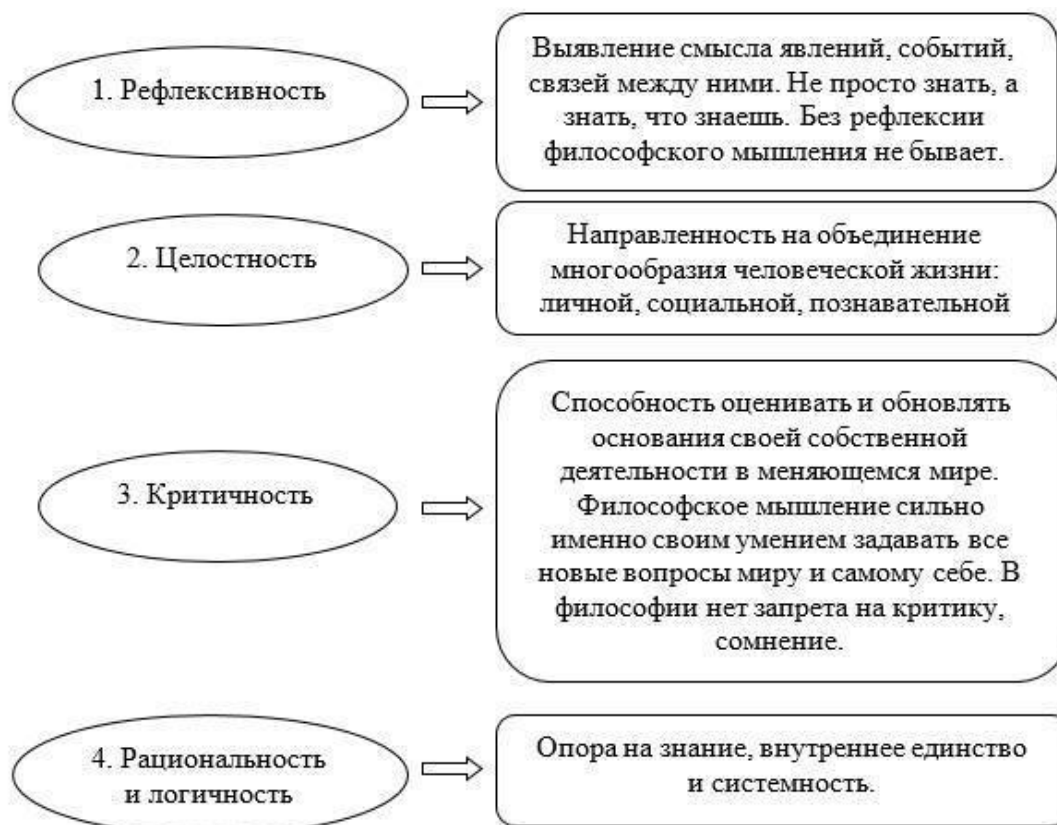 1. Рефлексивность
Выявление смысла явлений, событий,
связей между ними. Не просто знать, а
знать, что знаешь. Без рефлексии
философского мышления не бывает.
2. Целостность
Направленность на объединение
многообразия человеческой жизни:
личной, социальной, познавательной
3. Критичность
Способность оценивать и обновлять
основания своей собственной
деятельности в меняющемся мире.
Философское мышление сильно
именно своим умением задавать все
новые вопросы миру и самому себе. В
философии нет запрета на критику,
сомнение.
4. Рациональность
и логичность
Опора на знание, внутреннее единство
и системность.